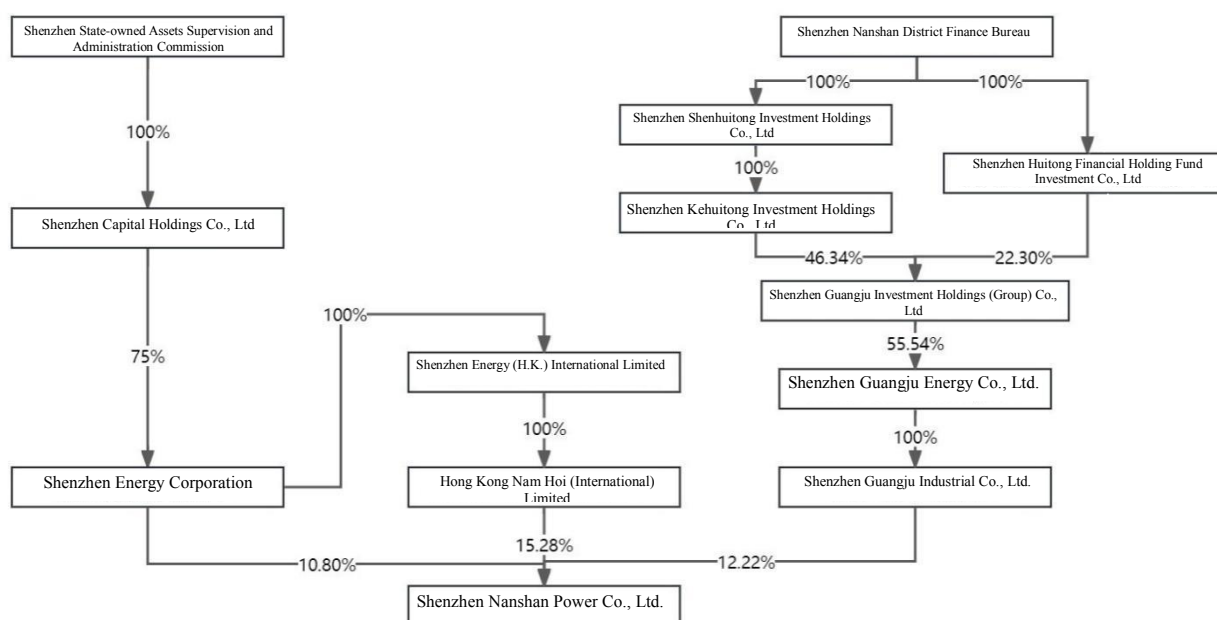 Shenzhen State-owned Assets Supervision and
Administration Commission
Shenzhen Nanshan District Finance Bureau
100%
100%
Shenzhen Shenhuitong Investment Holdings
Co., Ltd
100%
100%
Shenzhen Huitong Financial Holding Fund
Investment Co., Ltd
Shenzhen Capital Holdings Co., Ltd
Shenzhen Kehuitong Investment Holdings
Co., Ltd
46.34%
22.30%
Shenzhen Guangju Investment Holdings (Group) Co.,
Ltd
100%
75%
55.54%
Shenzhen Energy (H.K.) International Limited
Shenzhen Guangju Energy Co., Ltd.
100%
100%
Shenzhen Energy Corporation
Hong Kong Nam Hoi (International)
Limited
Shenzhen Guangju Industrial Co., Ltd.
15.28%
10.80%
12.22%
Shenzhen Nanshan Power Co., Ltd.